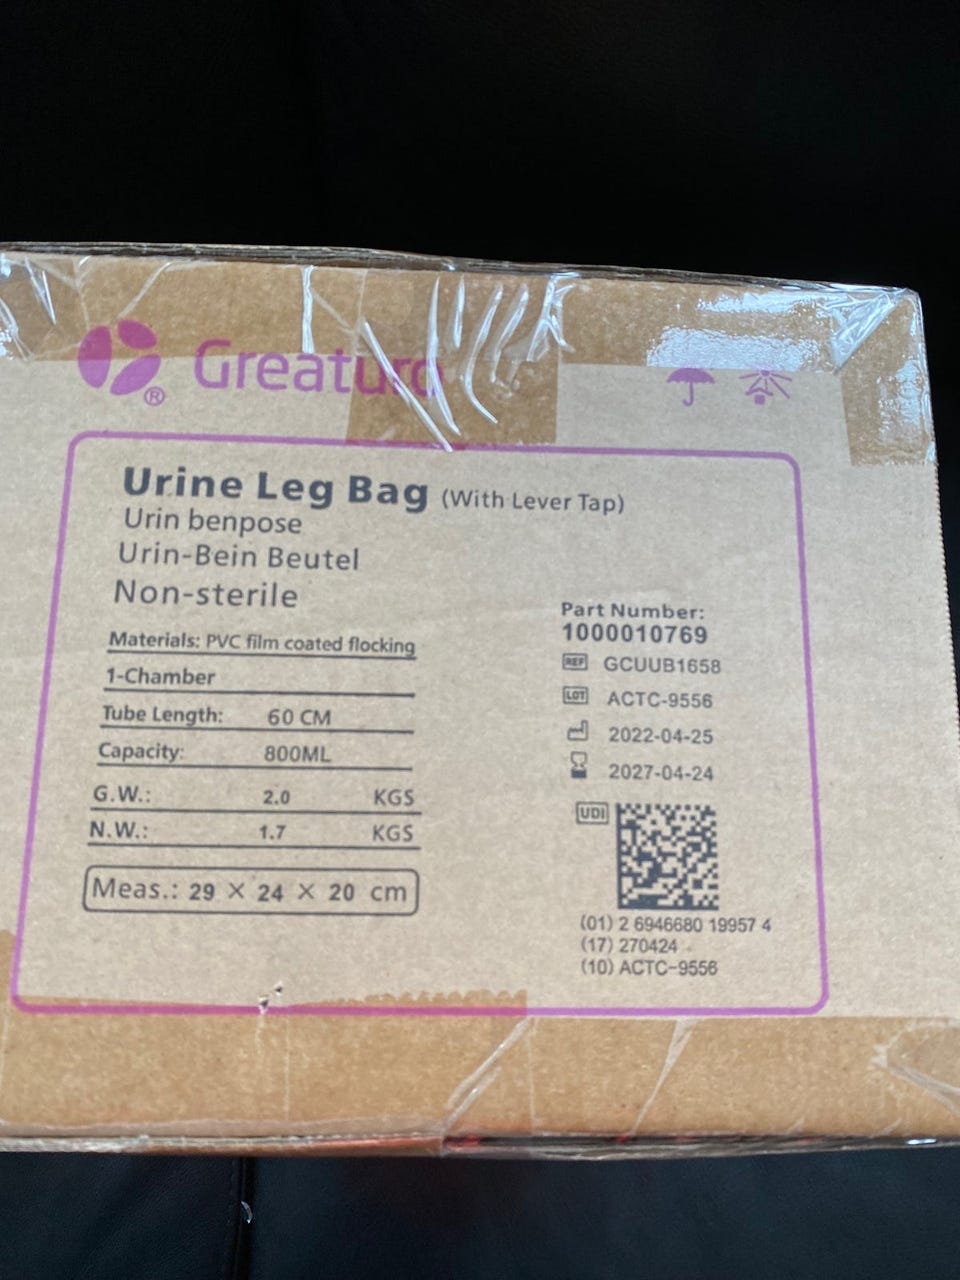 Greaturo
®
Urine Leg Bag (With Lever Tap)
Urin benpose
Urin-Bein Beutel
Non-sterile
Materials: PVC film coated flocking
1-Chamber
Tube Length: 60 CM
Capacity: 800ML
G.W.: 2.0 KGS
N.W.: 1.7 KGS
Meas.: 29 × 24 × 20 cm
Part Number:
1000010769
REF GCUUB1658
LOT ACTC-9556
2022-04-25
2027-04-24
UDI
(01) 2 6946680 19957 4
(17) 270424
(10) ACTC-9556